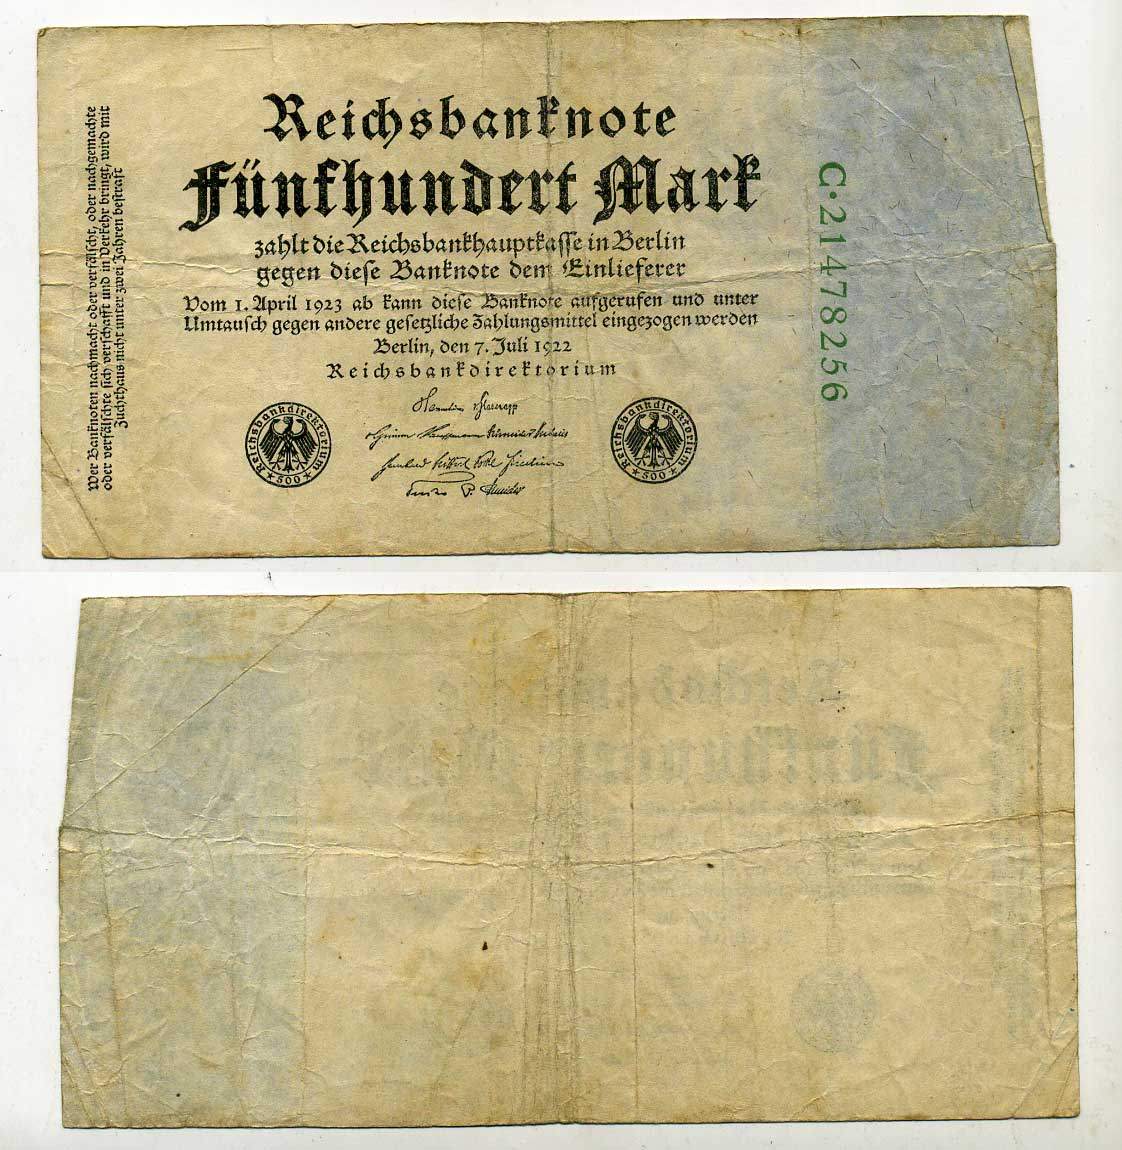 Wer Banknoten nachmacht oder verfälscht, oder nachgemachte
oder verfälschte sich verschafft und in Verkehr bringt, wird mit
Zuchthaus nicht unter zwei Jahren bestraft
Reichsbanknote
Fünfhundert Mark
zahlt die Reichsbankhauptkasse in Berlin
gegen diese Banknote dem Einlieferer
Vom 1. April 1923 ab kann diese Banknote aufgerufen und unter
Umtausch gegen andere gesetzliche Zahlungsmittel eingezogen werden
Berlin, den 7. Juli 1922
Reichsbankdirektorium
Reichsbankdirektorium
500
Reichsbankdirektorium
500
C·21478256